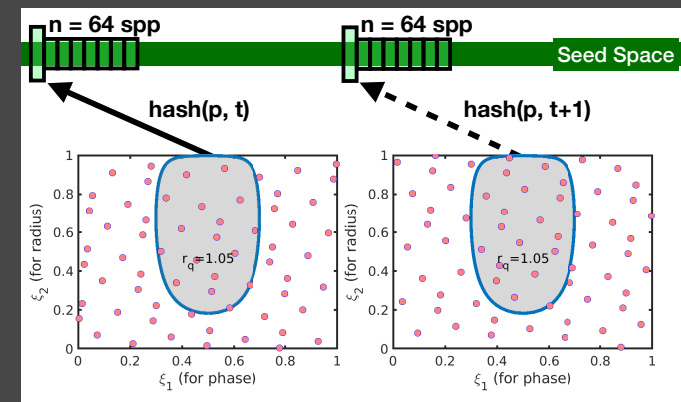 n = 64 spp
n = 64 spp
Seed Space
hash(p, t)
hash(p, t+1)
1
0.8
0.6
0.4
0.2
0
ξ2 (for radius)
rq=1.05
0
0.2
0.4
0.6
0.8
1
ξ1 (for phase)
1
0.8
0.6
0.4
0.2
0
ξ2 (for radius)
rq=1.05
0
0.2
0.4
0.6
0.8
1
ξ1 (for phase)